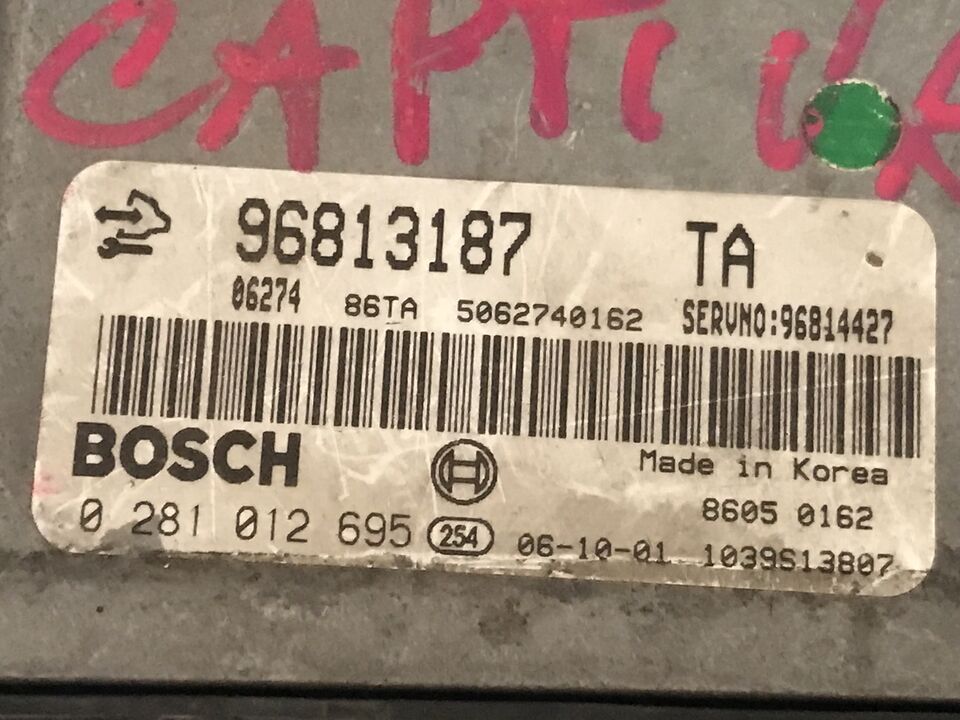 CAPTIVA
96813187 TA
06274 86TA 5062740162 SERVNO:96814427
BOSCH Made in Korea
8605 0162
0 281 012 695 254 06-10-01 1039S13807